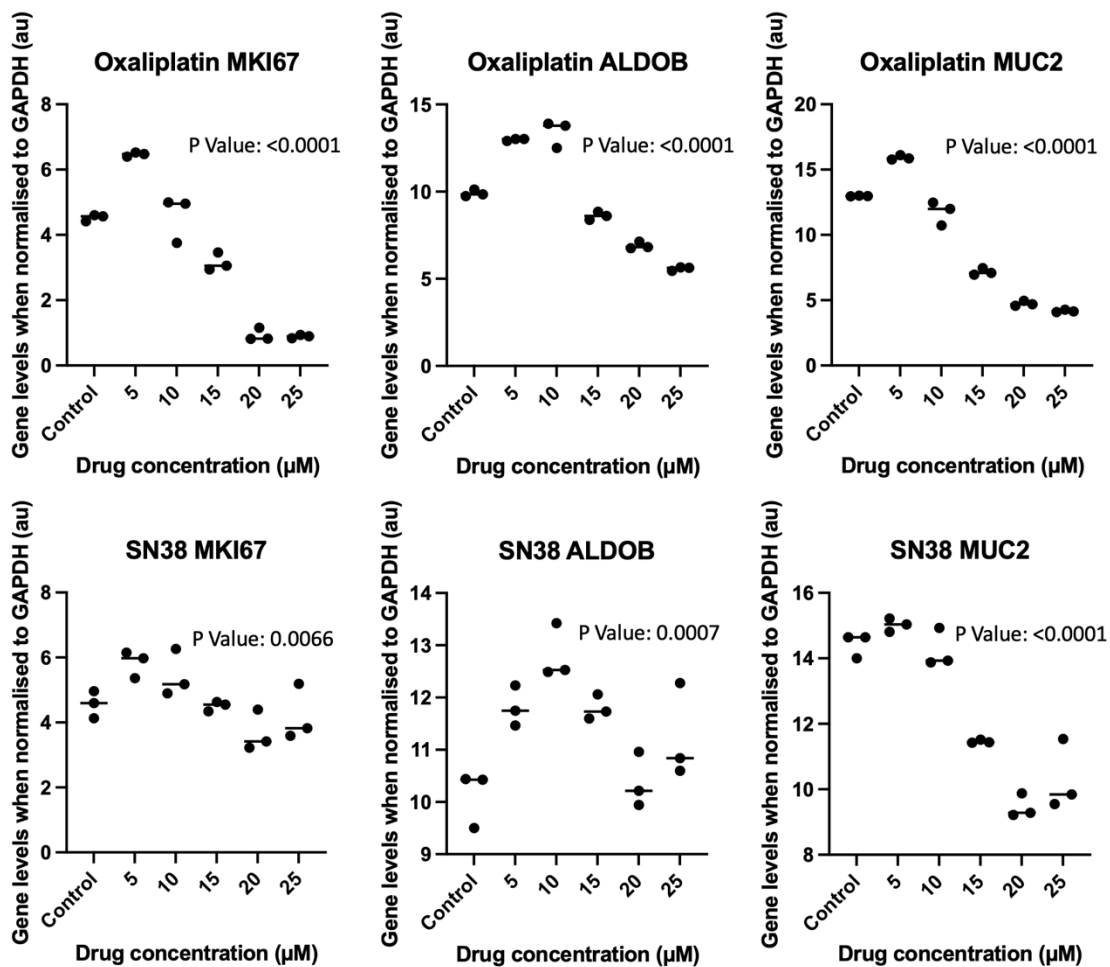 Oxaliplatin MKI67
Gene levels when normalised to GAPDH (au)
8
6
4
2
0
P Value: <0.0001
Control
5
10
15
20
25
Drug concentration (µM)
Oxaliplatin ALDOB
Gene levels when normalised to GAPDH (au)
15
10
5
0
P Value: <0.0001
Control
5
10
15
20
25
Drug concentration (µM)
Oxaliplatin MUC2
Gene levels when normalised to GAPDH (au)
20
15
10
5
0
P Value: <0.0001
Control
5
10
15
20
25
Drug concentration (µM)
SN38 MKI67
Gene levels when normalised to GAPDH (au)
8
6
4
2
0
P Value: 0.0066
Control
5
10
15
20
25
Drug concentration (µM)
SN38 ALDOB
Gene levels when normalised to GAPDH (au)
14
13
12
11
10
9
P Value: 0.0007
Control
5
10
15
20
25
Drug concentration (µM)
SN38 MUC2
Gene levels when normalised to GAPDH (au)
16
14
12
10
8
P Value: <0.0001
Control
5
10
15
20
25
Drug concentration (µM)